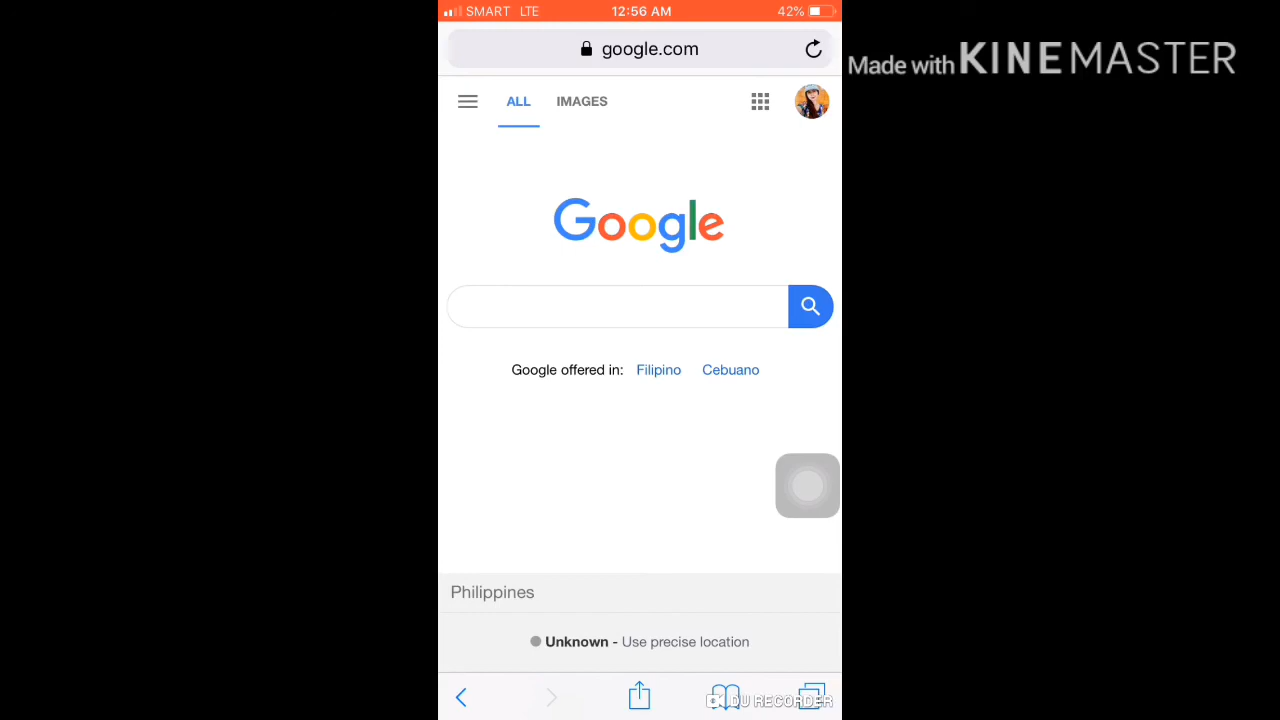 SMART LTE 12:56 AM 42%
google.com
Made with KINEMASTER
ALL IMAGES
Google
Google offered in: Filipino Cebuano
Philippines
Unknown - Use precise location
DU RECORDER